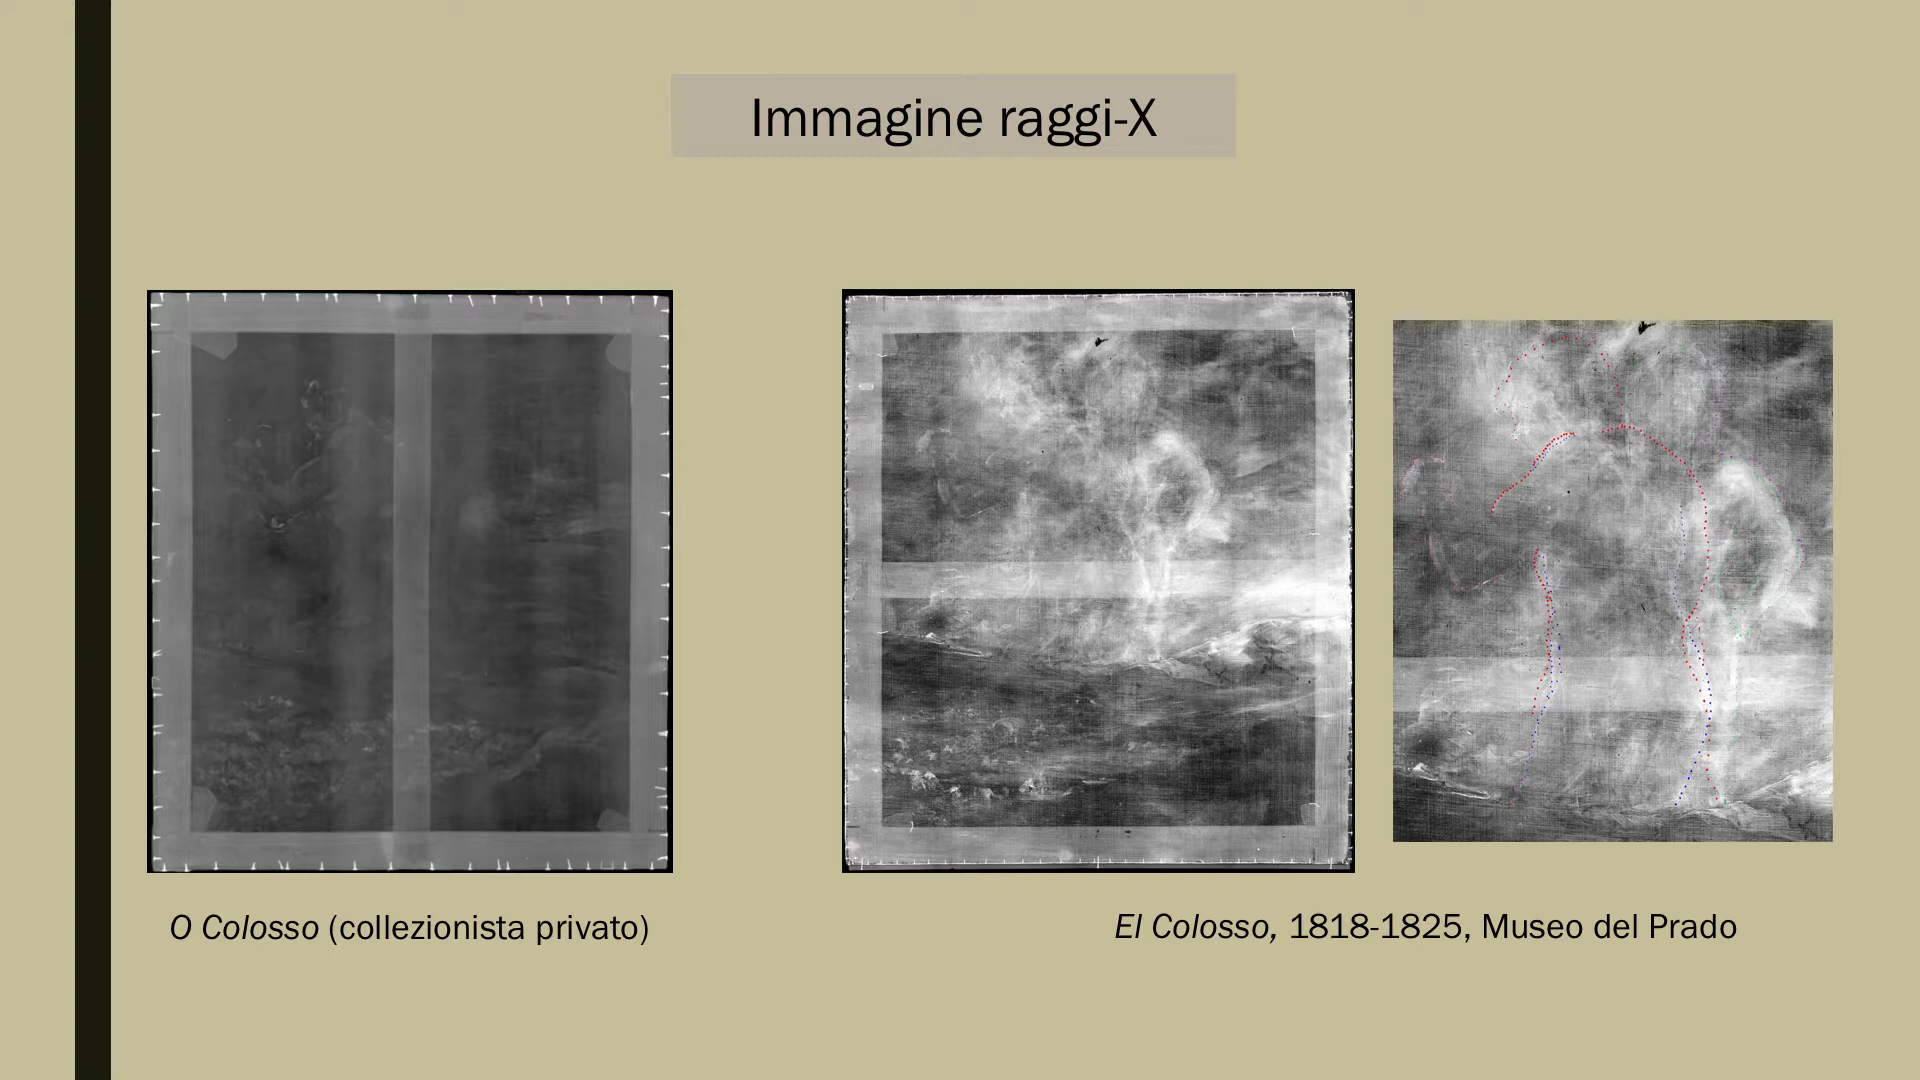 Immagine raggi-X
O Colosso (collezionista privato)
El Colosso, 1818-1825, Museo del Prado